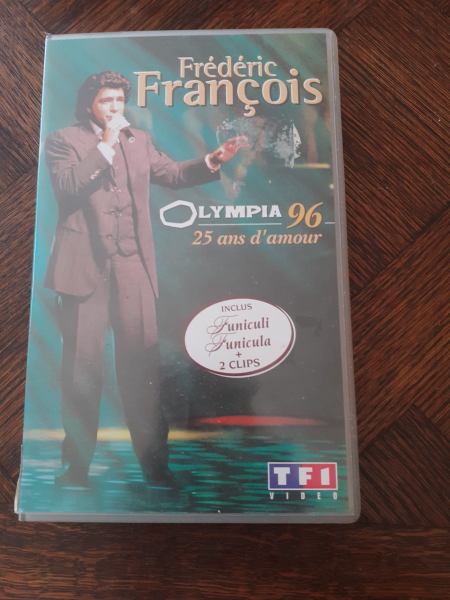 Frédéric
François
OLYMPIA 96
25 ans d'amour
INCLUS
Funiculi
Funicula
+
2 CLIPS
TF1
VIDEO